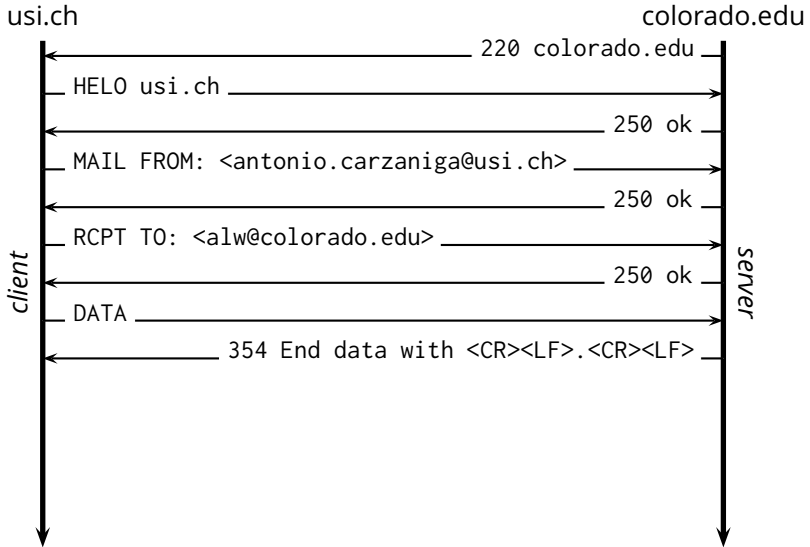 usi.ch
colorado.edu
220 colorado.edu
HELO usi.ch
250 ok
MAIL FROM: <antonio.carzaniga@usi.ch>
250 ok
RCPT TO: <alw@colorado.edu>
250 ok
DATA
354 End data with <CR><LF>.<CR><LF>
client
server